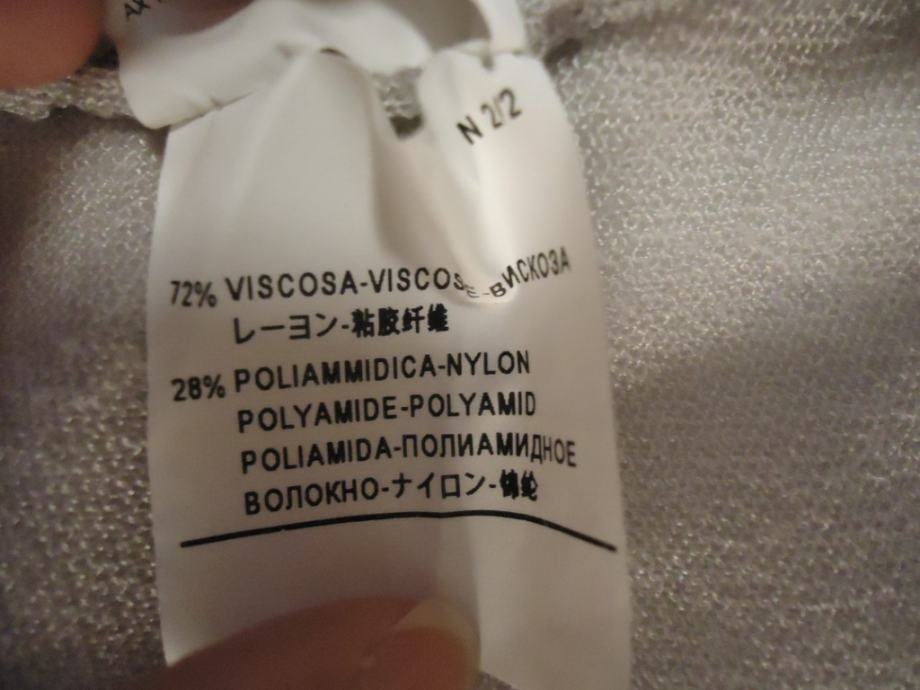 N 2/2
72% VISCOSA-VISCOSE-ВИСКОЗА
レーヨン-粘胶纤维
28% POLIAMMIDICA-NYLON
POLYAMIDE-POLYAMID
POLIAMIDA-ПОЛИАМИДНОЕ
ВОЛОКНО-ナイロン-锦纶